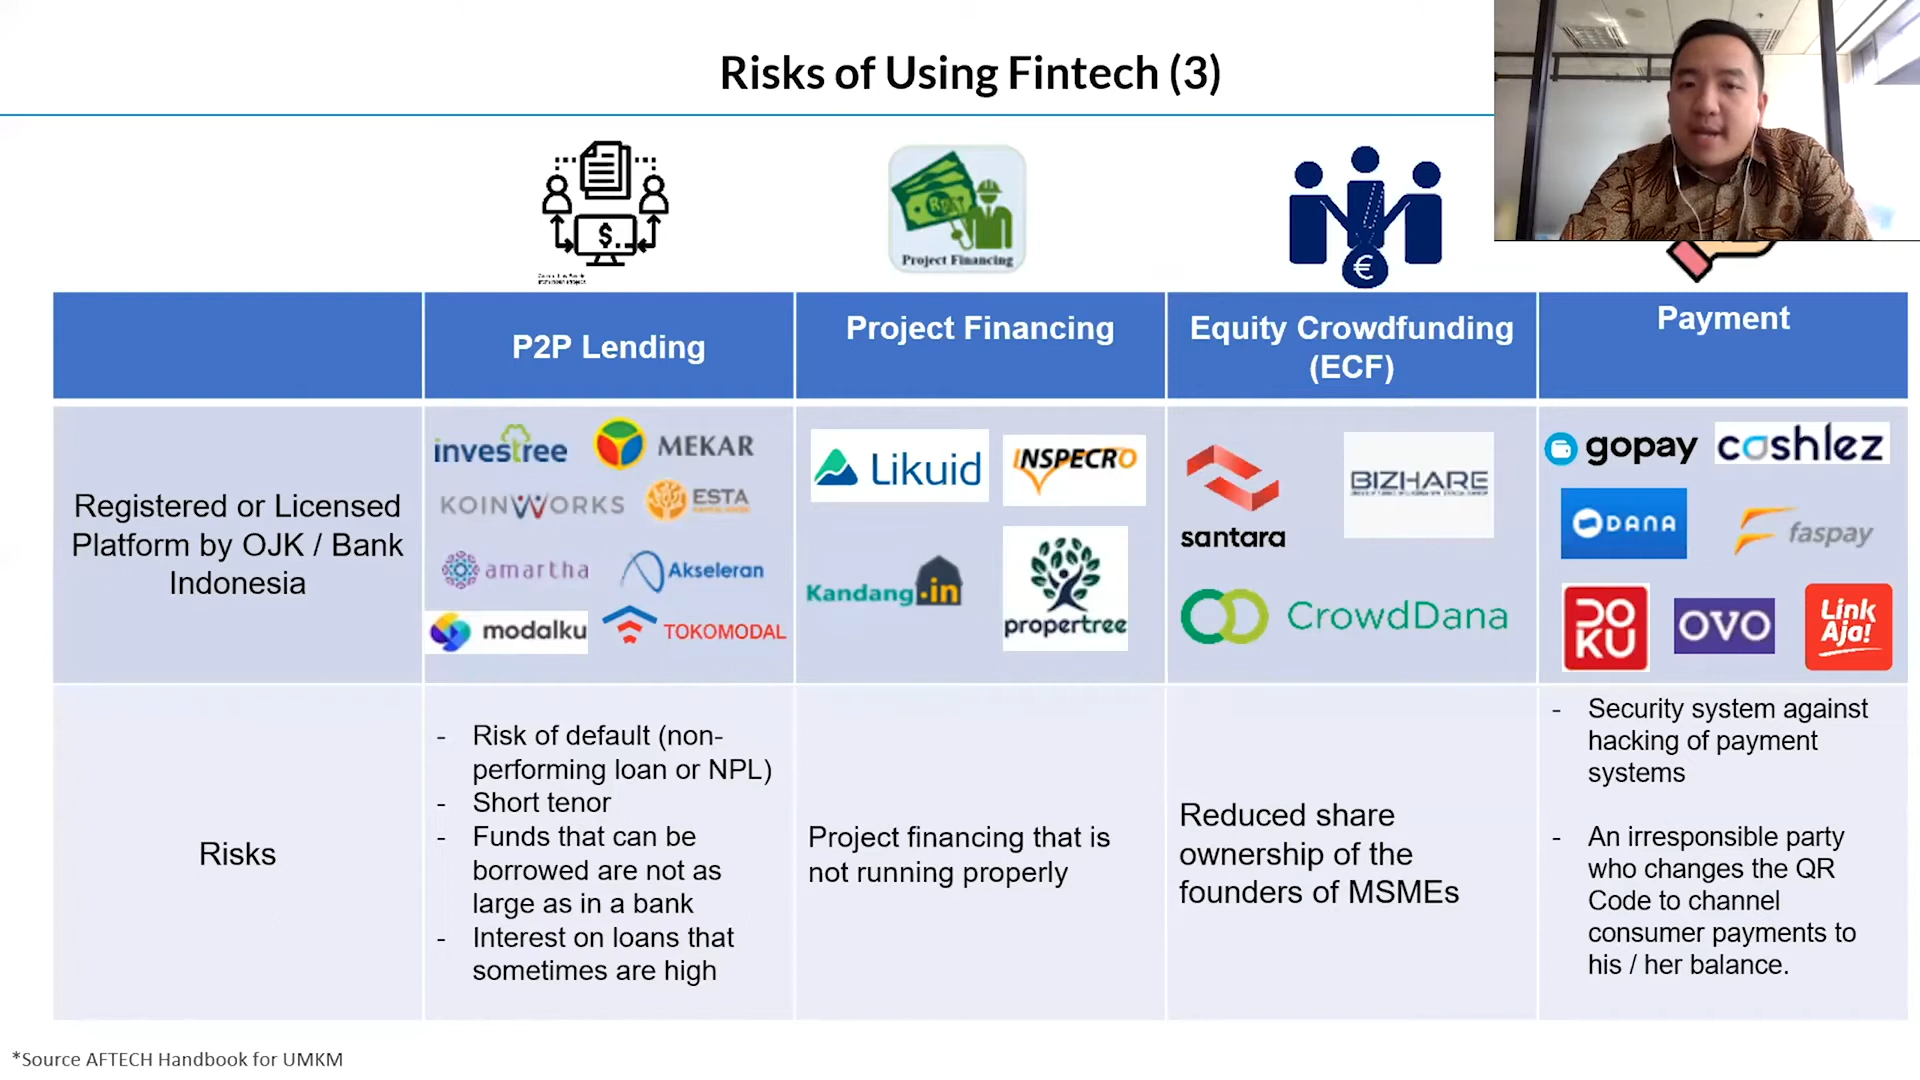 Risks of Using Fintech (3)
Project Financing
P2P Lending
Project Financing
Equity Crowdfunding
(ECF)
Payment
Registered or Licensed
Platform by OJK / Bank
Indonesia
investree
MEKAR
KOINWORKS
ESTA
amartha
Akseleran
modalku
TOKOMODAL
Likuid
INSPECRO
Kandang.in
propertree
santara
BIZHARE
CrowdDana
gopay
cashlez
DANA
faspay
DOKU
OVO
Link
Aja!
Risks
- Risk of default (non-
performing loan or NPL)
- Short tenor
- Funds that can be
borrowed are not as
large as in a bank
- Interest on loans that
sometimes are high
Project financing that is
not running properly
Reduced share
ownership of the
founders of MSMEs
- Security system against
hacking of payment
systems
- An irresponsible party
who changes the QR
Code to channel
consumer payments to
his / her balance.
*Source AFTECH Handbook for UMKM